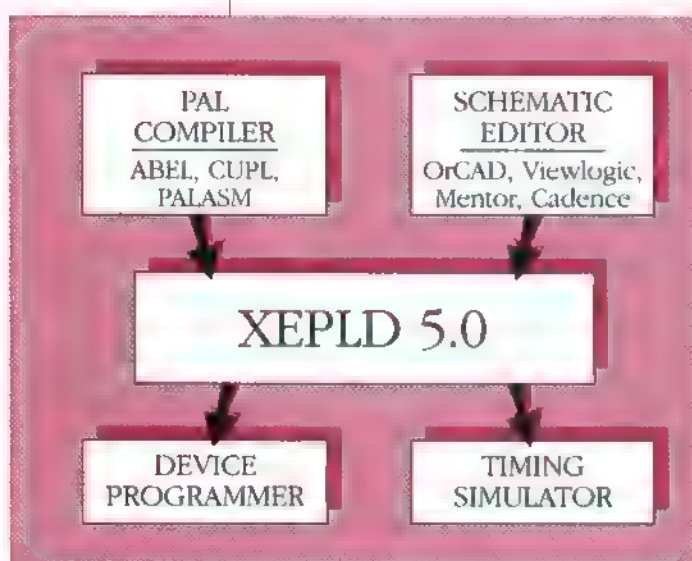 PAL
COMPILER
ABEL, CUPL,
PALASM
SCHEMATIC
EDITOR
OrCAD, Viewlogic,
Mentor, Cadence
XEPLD 5.0
DEVICE
PROGRAMMER
TIMING
SIMULATOR